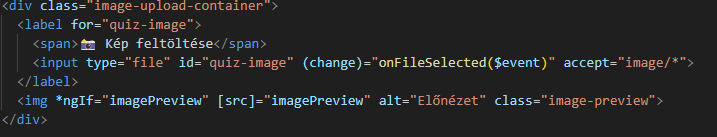 <div class="image-upload-container">
<label for="quiz-image">
<span>📷 Kép feltöltése</span>
<input type="file" id="quiz-image" (change)="onFileSelected($event)" accept="image/*">
</label>
<img *ngIf="imagePreview" [src]="imagePreview" alt="Előnézet" class="image-preview">
</div>